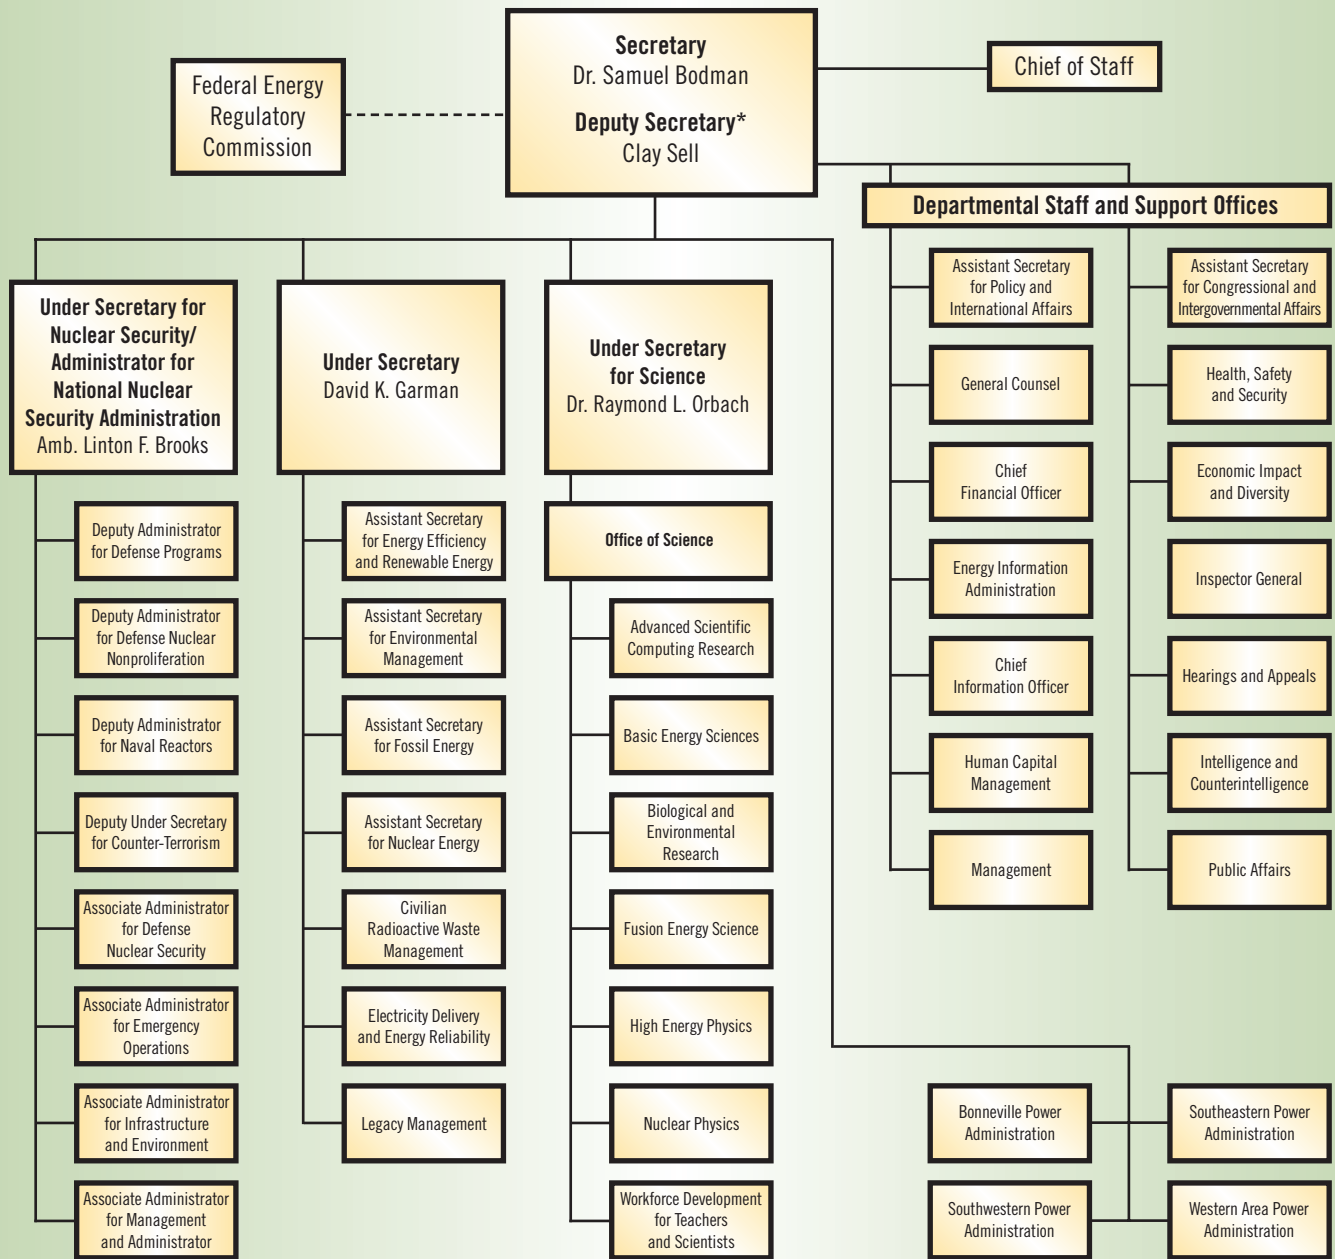 Secretary
Dr. Samuel Bodman
Deputy Secretary*
Clay Sell
Federal Energy
Regulatory
Commission
Chief of Staff
Departmental Staff and Support Offices
Under Secretary for
Nuclear Security/
Administrator for
National Nuclear
Security Administration
Amb. Linton F. Brooks
Deputy Administrator
for Defense Programs
Deputy Administrator
for Defense Nuclear
Nonproliferation
Deputy Administrator
for Naval Reactors
Deputy Under Secretary
for Counter-Terrorism
Associate Administrator
for Defense
Nuclear Security
Associate Administrator
for Emergency
Operations
Associate Administrator
for Infrastructure
and Environment
Associate Administrator
for Management
and Administrator
Under Secretary
David K. Garman
Assistant Secretary
for Energy Efficiency
and Renewable Energy
Assistant Secretary
for Environmental
Management
Assistant Secretary
for Fossil Energy
Assistant Secretary
for Nuclear Energy
Civilian
Radioactive Waste
Management
Electricity Delivery
and Energy Reliability
Legacy Management
Under Secretary
for Science
Dr. Raymond L. Orbach
Office of Science
Advanced Scientific
Computing Research
Basic Energy Sciences
Biological and
Environmental
Research
Fusion Energy Science
High Energy Physics
Nuclear Physics
Workforce Development
for Teachers
and Scientists
Assistant Secretary
for Policy and
International Affairs
General Counsel
Chief
Financial Officer
Energy Information
Administration
Chief
Information Officer
Human Capital
Management
Management
Assistant Secretary
for Congressional and
Intergovernmental Affairs
Health, Safety
and Security
Economic Impact
and Diversity
Inspector General
Hearings and Appeals
Intelligence and
Counterintelligence
Public Affairs
Bonneville Power
Administration
Southeastern Power
Administration
Southwestern Power
Administration
Western Area Power
Administration